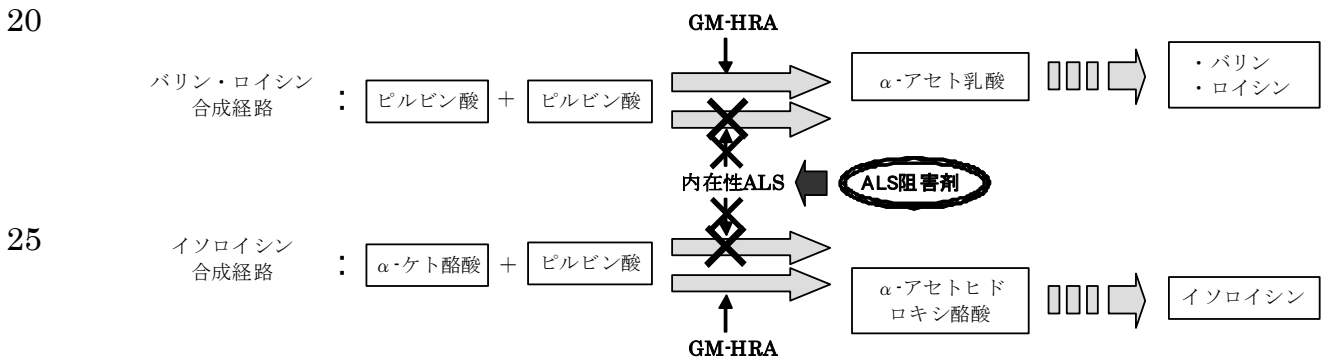 20
GM-HRA
バリン・ロイシン
合成経路
:
ピルビン酸 + ピルビン酸
α-アセト乳酸
・バリン
・ロイシン
内在性ALS
ALS阻害剤
25
イソロイシン
合成経路
:
α-ケト酪酸 + ピルビン酸
α-アセトヒド
ロキシ酪酸
イソロイシン
GM-HRA